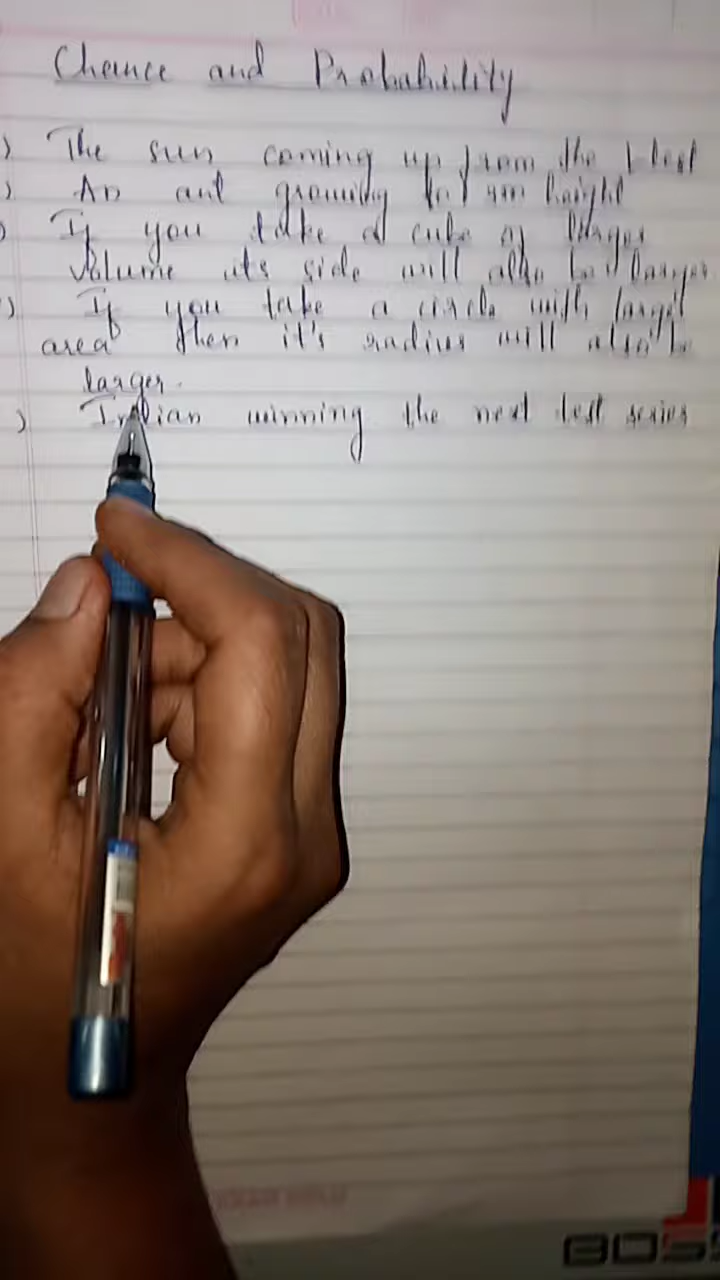 Chance and Probability
) The sun coming up from the West
) An ant growing to 3m height
) If you take a cube of larger
volume its side will also be larger.
) If you take a circle with larger
area then it's radius will also be
larger.
) Indian winning the next test series
BOSS